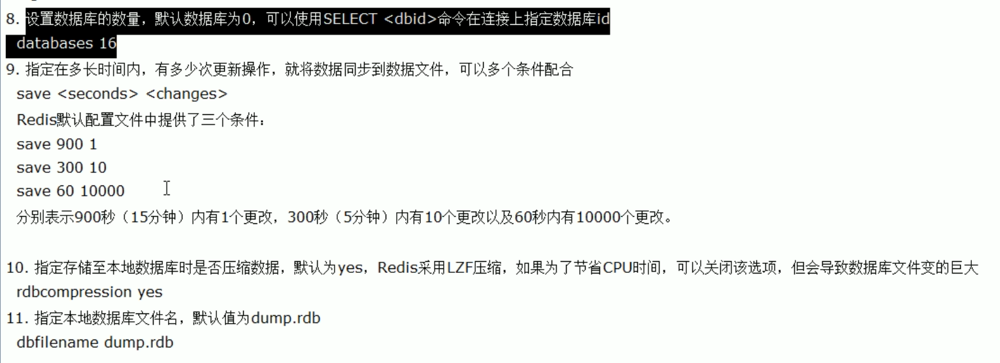 8. 设置数据库的数量，默认数据库为0，可以使用SELECT <dbid>命令在连接上指定数据库id
databases 16
9. 指定在多长时间内，有多少次更新操作，就将数据同步到数据文件，可以多个条件配合
save <seconds> <changes>
Redis默认配置文件中提供了三个条件：
save 900 1
save 300 10
save 60 10000
分别表示900秒（15分钟）内有1个更改，300秒（5分钟）内有10个更改以及60秒内有10000个更改。
10. 指定存储至本地数据库时是否压缩数据，默认为yes，Redis采用LZF压缩，如果为了节省CPU时间，可以关闭该选项，但会导致数据库文件变的巨大
rdbcompression yes
11. 指定本地数据库文件名，默认值为dump.rdb
dbfilename dump.rdb